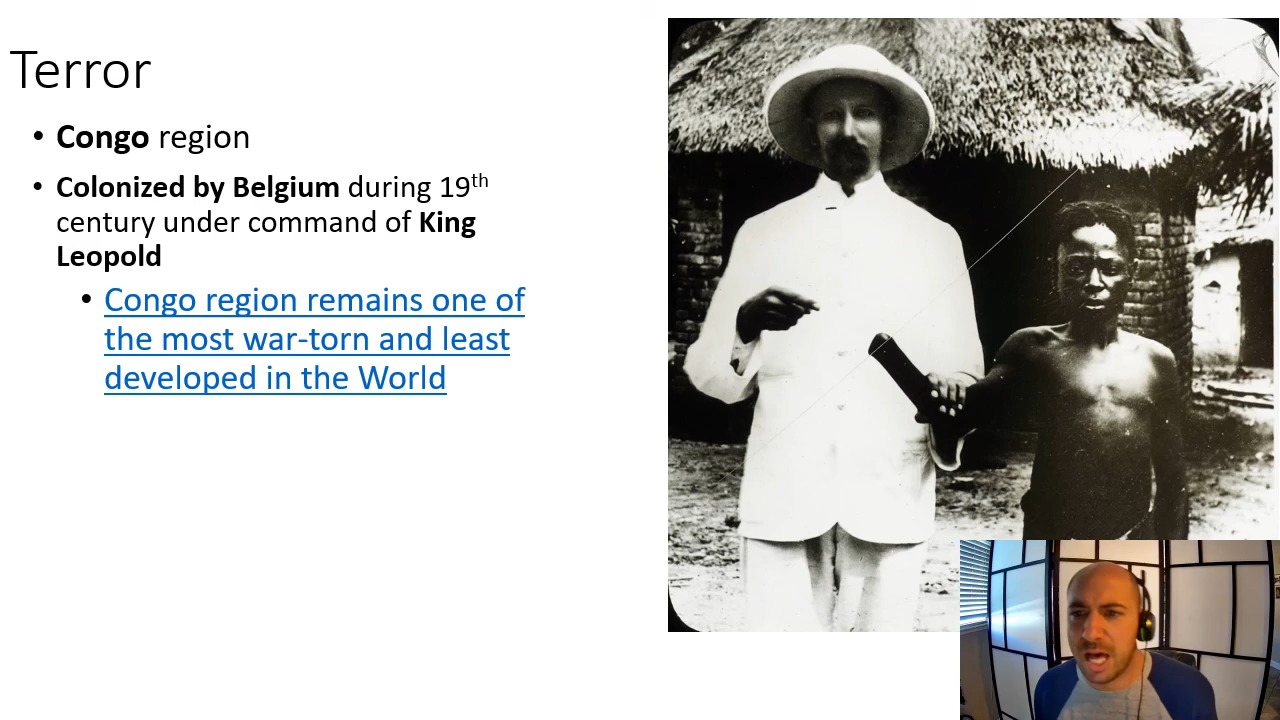 Terror
• Congo region
• Colonized by Belgium during 19th
century under command of King
Leopold
• Congo region remains one of
the most war-torn and least
developed in the World